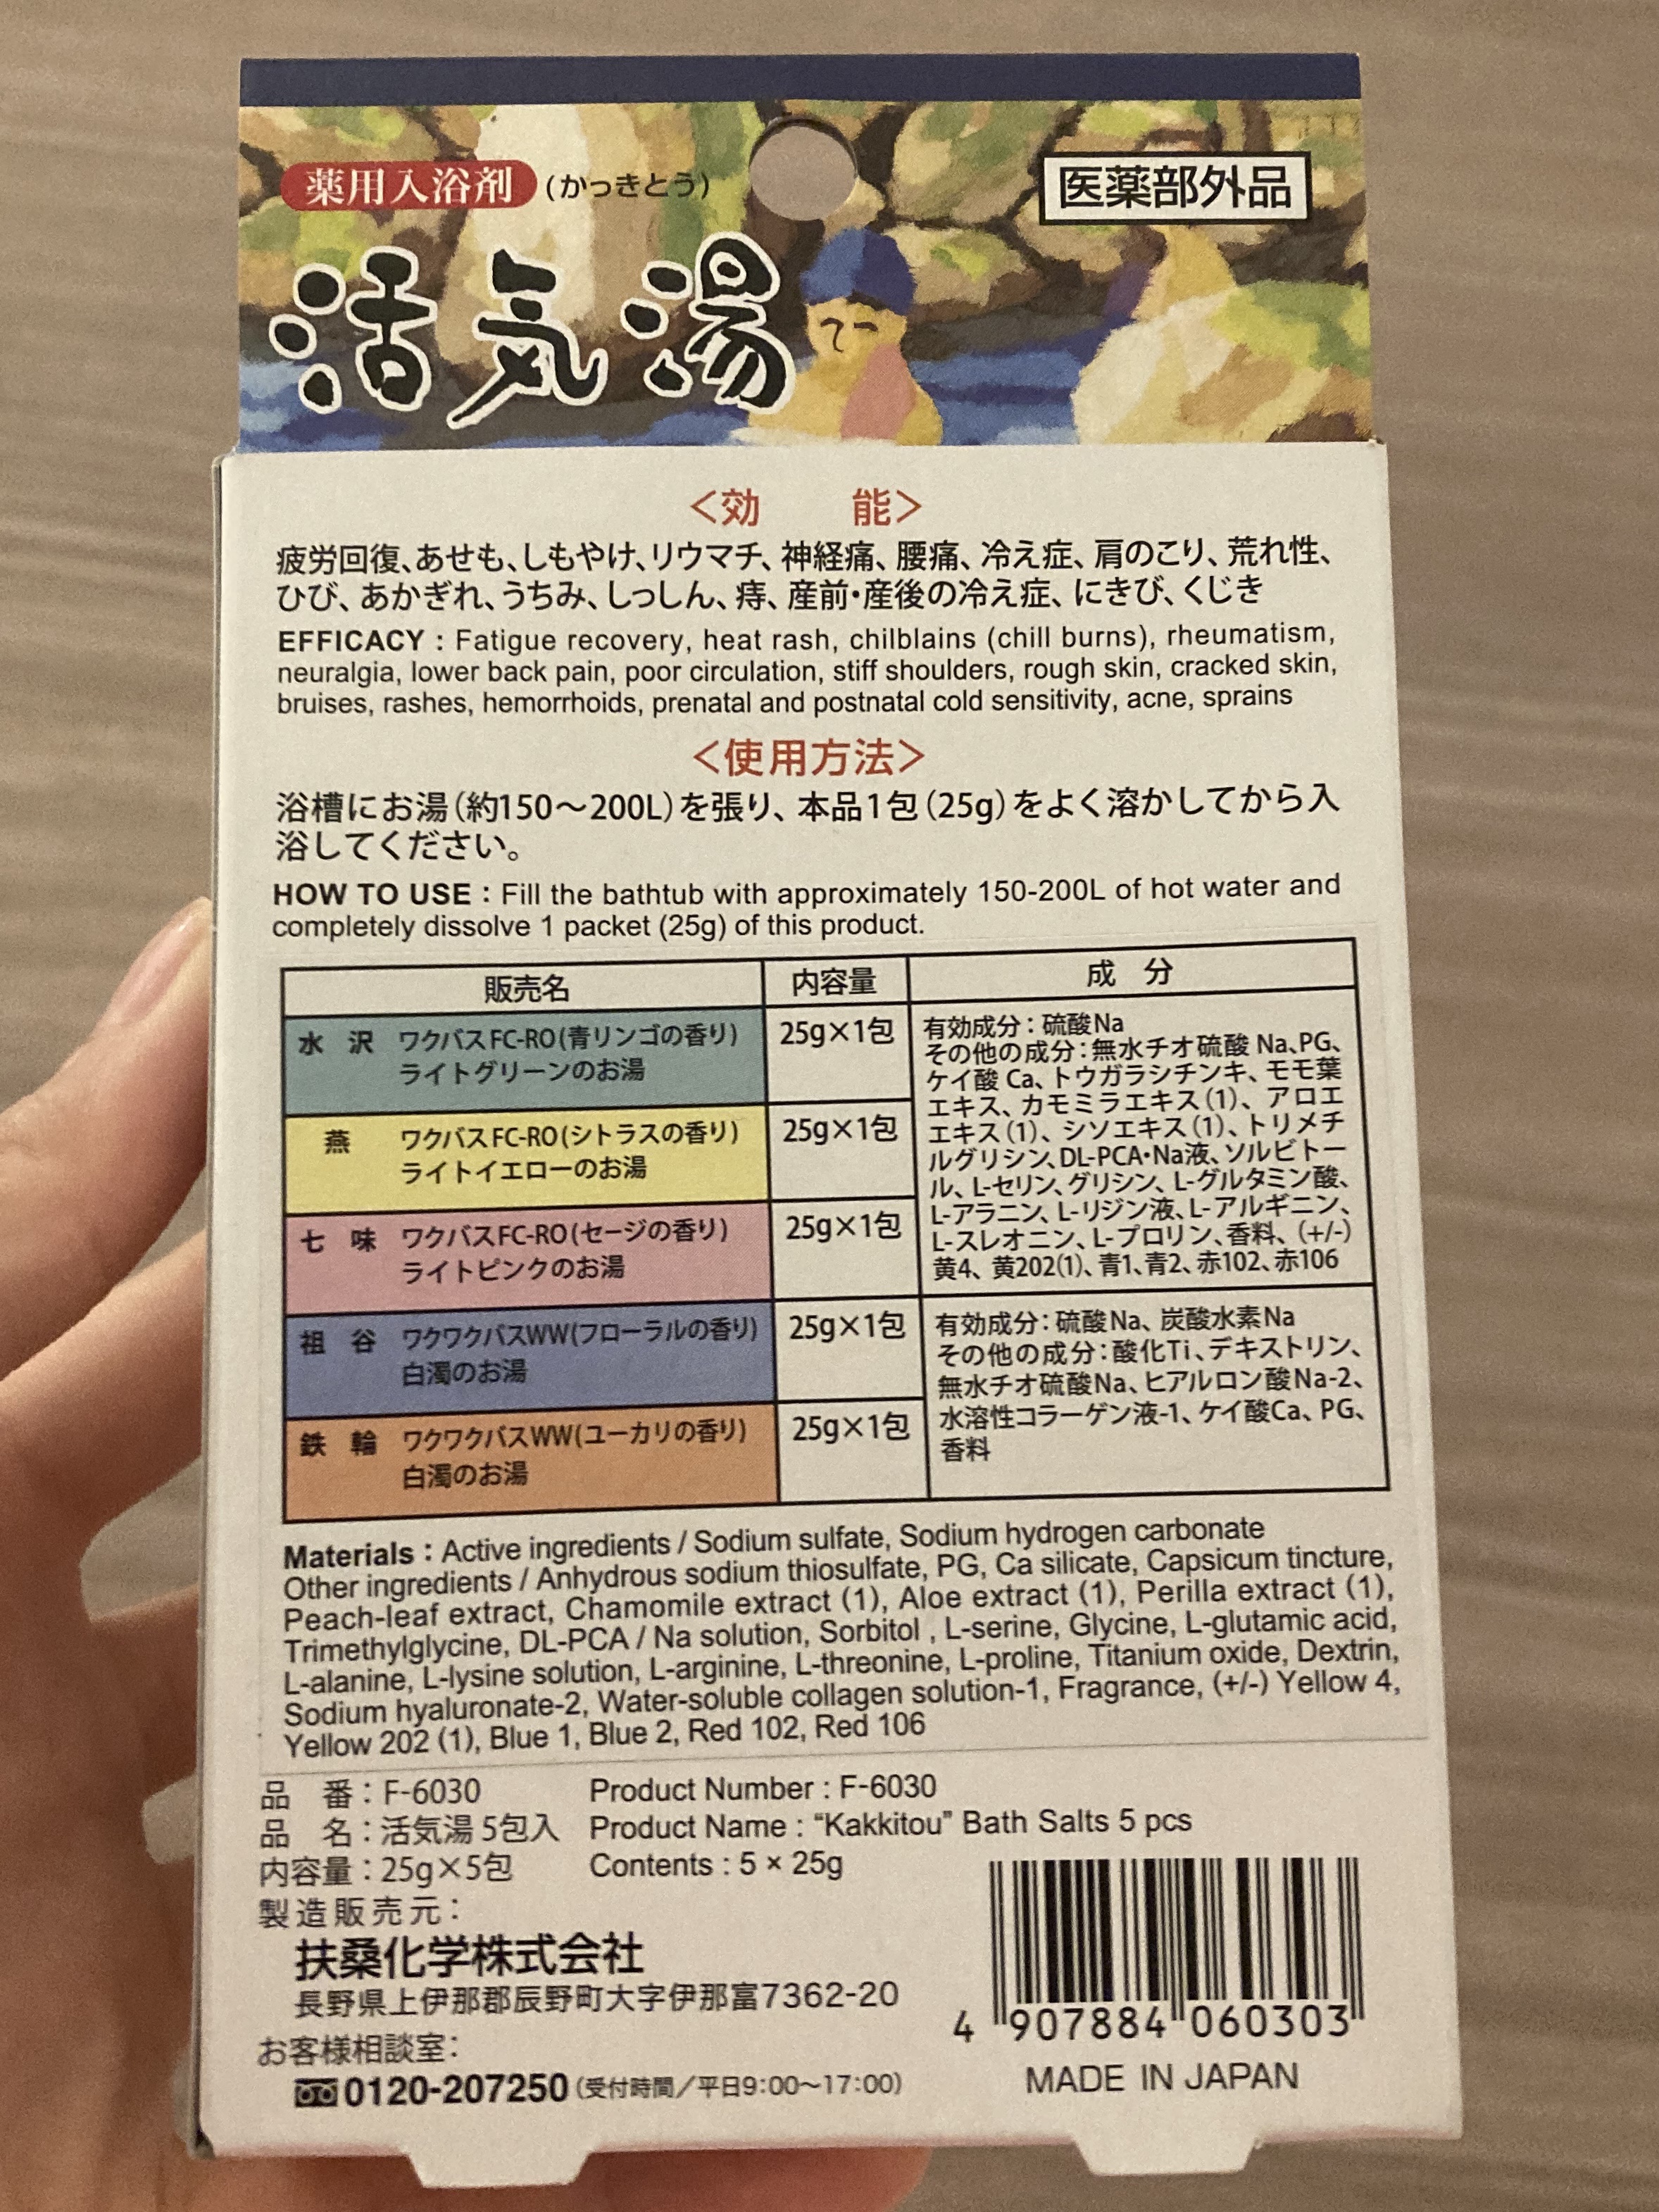 薬用入浴剤 (かっきとう)
医薬部外品
活気湯
<効 能>
疲労回復、あせも、しもやけ、リウマチ、神経痛、腰痛、冷え症、肩のこり、荒れ性、
ひび、あかぎれ、うちみ、しっしん、痔、産前・産後の冷え症、にきび、くじき
EFFICACY : Fatigue recovery, heat rash, chilblains (chill burns), rheumatism,
neuralgia, lower back pain, poor circulation, stiff shoulders, rough skin, cracked skin,
bruises, rashes, hemorrhoids, prenatal and postnatal cold sensitivity, acne, sprains
<使用方法>
浴槽にお湯(約150〜200L)を張り、本品1包(25g)をよく溶かしてから入
浴してください。
HOW TO USE : Fill the bathtub with approximately 150-200L of hot water and
completely dissolve 1 packet (25g) of this product.
販売名 内容量 成 分
水 沢 ワクバスFC-RO(青リンゴの香り) 25g×1包
ライトグリーンのお湯
燕 ワクバスFC-RO(シトラスの香り) 25g×1包
ライトイエローのお湯
七 味 ワクバスFC-RO(セージの香り) 25g×1包
ライトピンクのお湯
有効成分：硫酸Na
その他の成分：無水チオ硫酸 Na、PG、
ケイ酸 Ca、トウガラシチンキ、モモ葉
エキス、カモミラエキス(1)、アロエ
エキス(1)、シソエキス(1)、トリメチ
ルグリシン、DL-PCA・Na液、ソルビトー
ル、L-セリン、グリシン、L-グルタミン酸、
L-アラニン、L-リジン液、L-アルギニン、
L-スレオニン、L-プロリン、香料、(+/-)
黄4、黄202(1)、青1、青2、赤102、赤106
祖 谷 ワクワクバスWW(フローラルの香り) 25g×1包
白濁のお湯
鉄 輪 ワクワクバスWW(ユーカリの香り) 25g×1包
白濁のお湯
有効成分：硫酸Na、炭酸水素Na
その他の成分：酸化Ti、デキストリン、
無水チオ硫酸Na、ヒアルロン酸Na-2、
水溶性コラーゲン液-1、ケイ酸Ca、PG、
香料
Materials : Active ingredients / Sodium sulfate, Sodium hydrogen carbonate
Other ingredients / Anhydrous sodium thiosulfate, PG, Ca silicate, Capsicum tincture,
Peach-leaf extract, Chamomile extract (1), Aloe extract (1), Perilla extract (1),
Trimethylglycine, DL-PCA / Na solution, Sorbitol , L-serine, Glycine, L-glutamic acid,
L-alanine, L-lysine solution, L-arginine, L-threonine, L-proline, Titanium oxide, Dextrin,
Sodium hyaluronate-2, Water-soluble collagen solution-1, Fragrance, (+/-) Yellow 4,
Yellow 202 (1), Blue 1, Blue 2, Red 102, Red 106
品 番：F-6030 Product Number : F-6030
品 名：活気湯 5包入 Product Name : “Kakkitou” Bath Salts 5 pcs
内容量：25g×5包 Contents : 5 × 25g
製造販売元：
扶桑化学株式会社
長野県上伊那郡辰野町大字伊那富7362-20
お客様相談室：
0120-207250(受付時間／平日9:00〜17:00)
4 907884 060303
MADE IN JAPAN